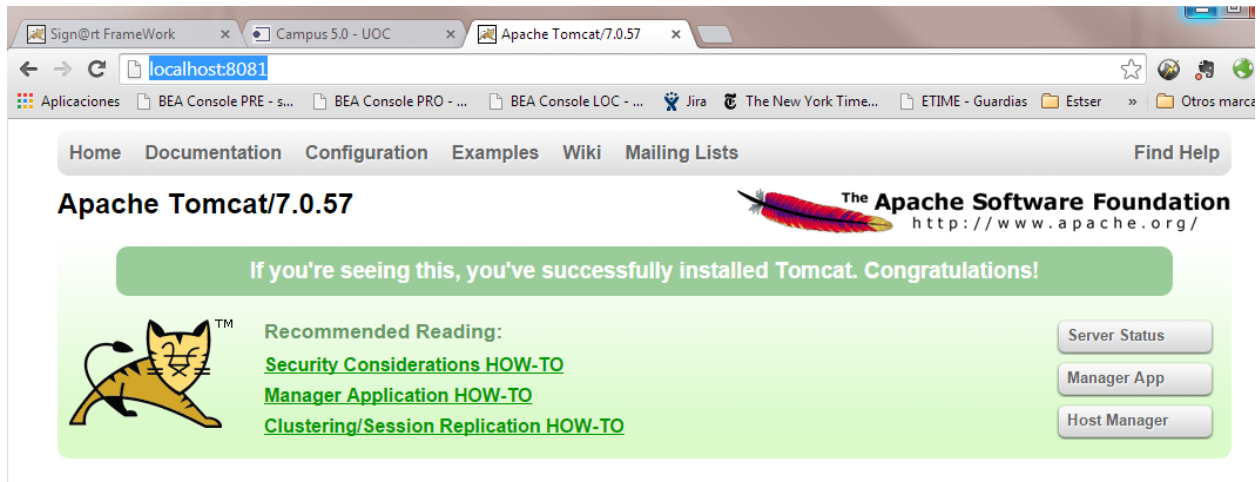 Sign@rt FrameWork
Campus 5.0 - UOC
Apache Tomcat/7.0.57
localhost:8081
Aplicaciones
BEA Console PRE - s...
BEA Console PRO - ...
BEA Console LOC - ...
Jira
The New York Time...
ETIME - Guardias
Estser
»
Otros marca
Home
Documentation
Configuration
Examples
Wiki
Mailing Lists
Find Help
Apache Tomcat/7.0.57
The Apache Software Foundation
http://www.apache.org/
If you're seeing this, you've successfully installed Tomcat. Congratulations!
TM
Recommended Reading:
Security Considerations HOW-TO
Manager Application HOW-TO
Clustering/Session Replication HOW-TO
Server Status
Manager App
Host Manager